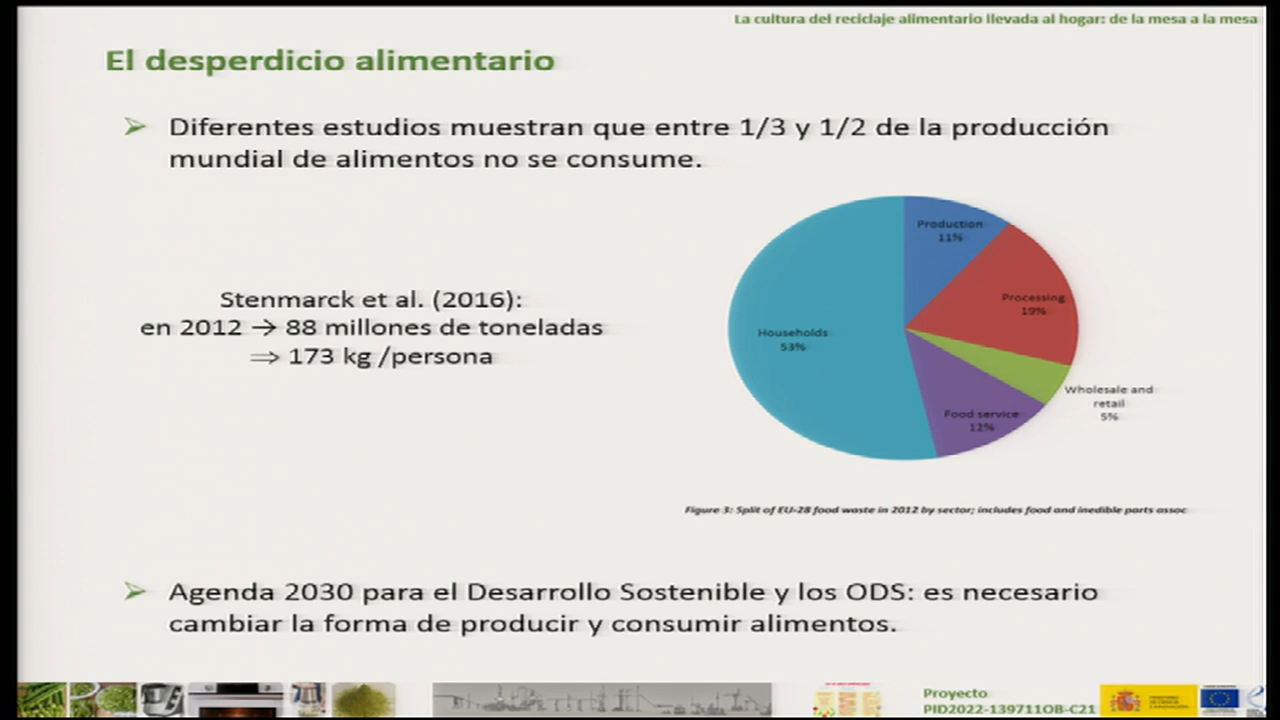 La cultura del reciclaje alimentario llevada al hogar: de la mesa a la mesa
El desperdicio alimentario
➢ Diferentes estudios muestran que entre 1/3 y 1/2 de la producción
mundial de alimentos no se consume.
Stenmarck et al. (2016):
en 2012 → 88 millones de toneladas
⇒ 173 kg /persona
Production
11%
Processing
19%
Households
53%
Wholesale and
retail
5%
Food service
12%
Figure 3: Split of EU-28 food waste in 2012 by sector; includes food and inedible parts assoc
➢ Agenda 2030 para el Desarrollo Sostenible y los ODS: es necesario
cambiar la forma de producir y consumir alimentos.
Proyecto
PID2022-139711OB-C21